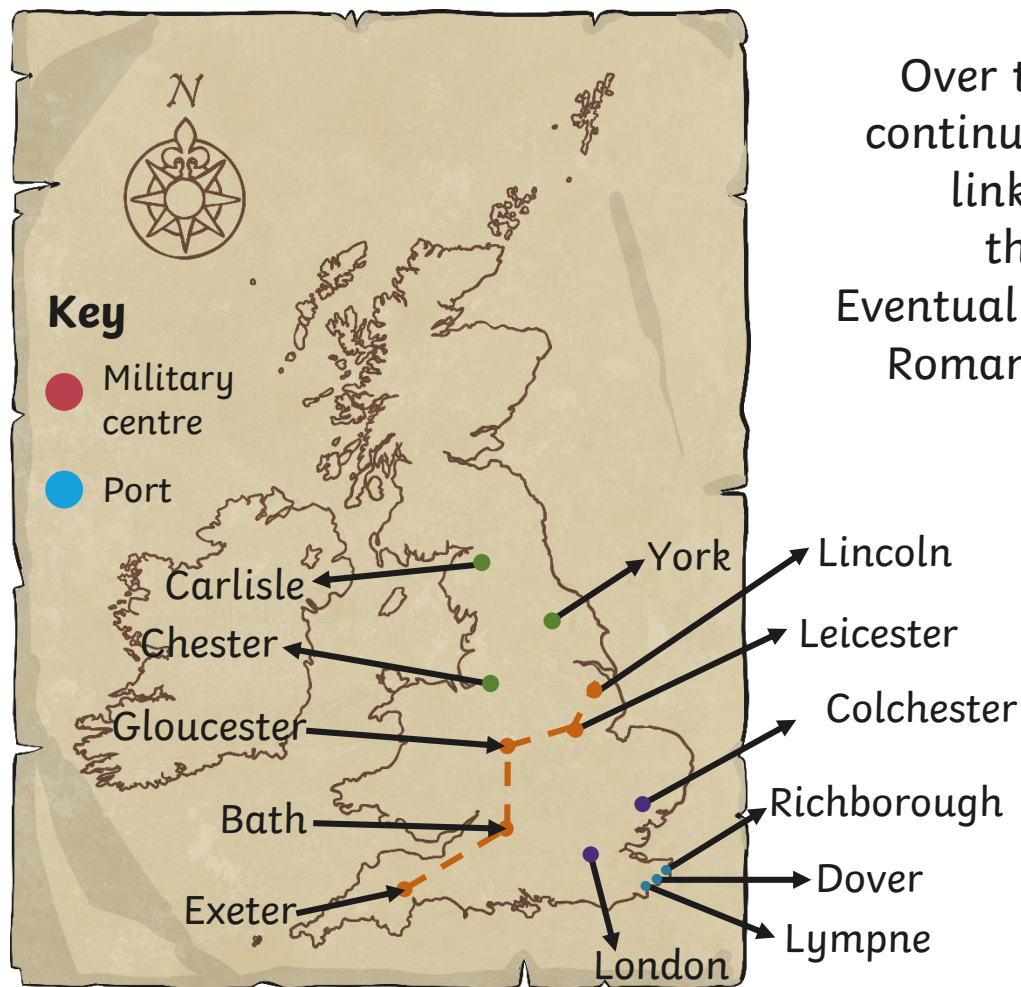 N
Over t
continu
link
th
Eventual
Roman
Key
Military
centre
Port
Carlisle
York
Lincoln
Chester
Leicester
Gloucester
Colchester
Bath
Richborough
Exeter
Dover
Lympne
London